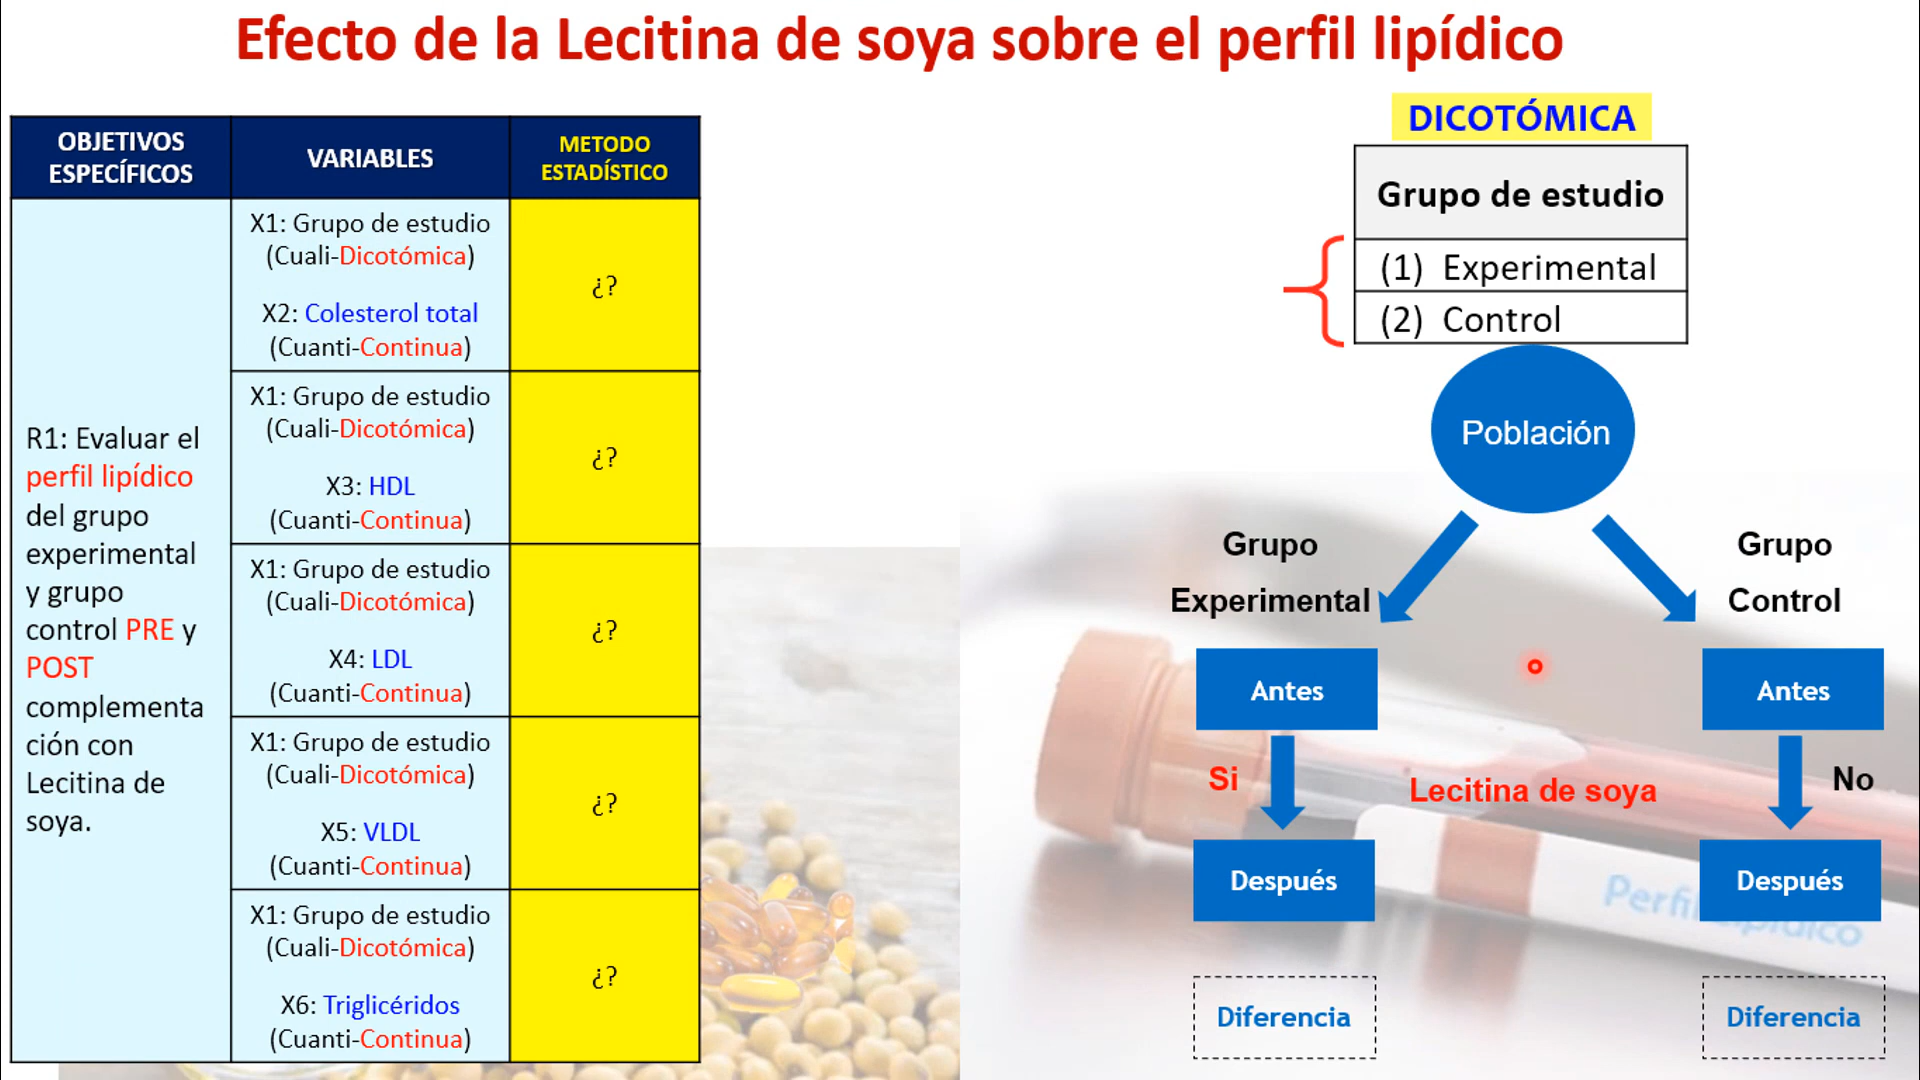 Efecto de la Lecitina de soya sobre el perfil lipídico
OBJETIVOS
ESPECÍFICOS
VARIABLES
METODO
ESTADÍSTICO
R1: Evaluar el
perfil lipídico
del grupo
experimental
y grupo
control PRE y
POST
complementa
ción con
Lecitina de
soya.
X1: Grupo de estudio
(Cuali-Dicotómica)
X2: Colesterol total
(Cuanti-Continua)
¿?
X1: Grupo de estudio
(Cuali-Dicotómica)
X3: HDL
(Cuanti-Continua)
¿?
X1: Grupo de estudio
(Cuali-Dicotómica)
X4: LDL
(Cuanti-Continua)
¿?
X1: Grupo de estudio
(Cuali-Dicotómica)
X5: VLDL
(Cuanti-Continua)
¿?
X1: Grupo de estudio
(Cuali-Dicotómica)
X6: Triglicéridos
(Cuanti-Continua)
¿?
DICOTÓMICA
Grupo de estudio
(1) Experimental
(2) Control
Población
Grupo
Experimental
Grupo
Control
Antes
Antes
Si
Lecitina de soya
No
Después
Después
Perfil Lipídico
Diferencia
Diferencia